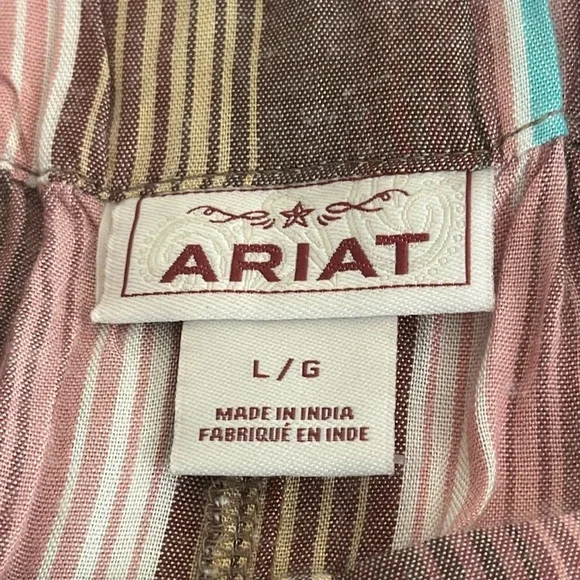 ARIAT
L / G
MADE IN INDIA
FABRIQUÉ EN INDE